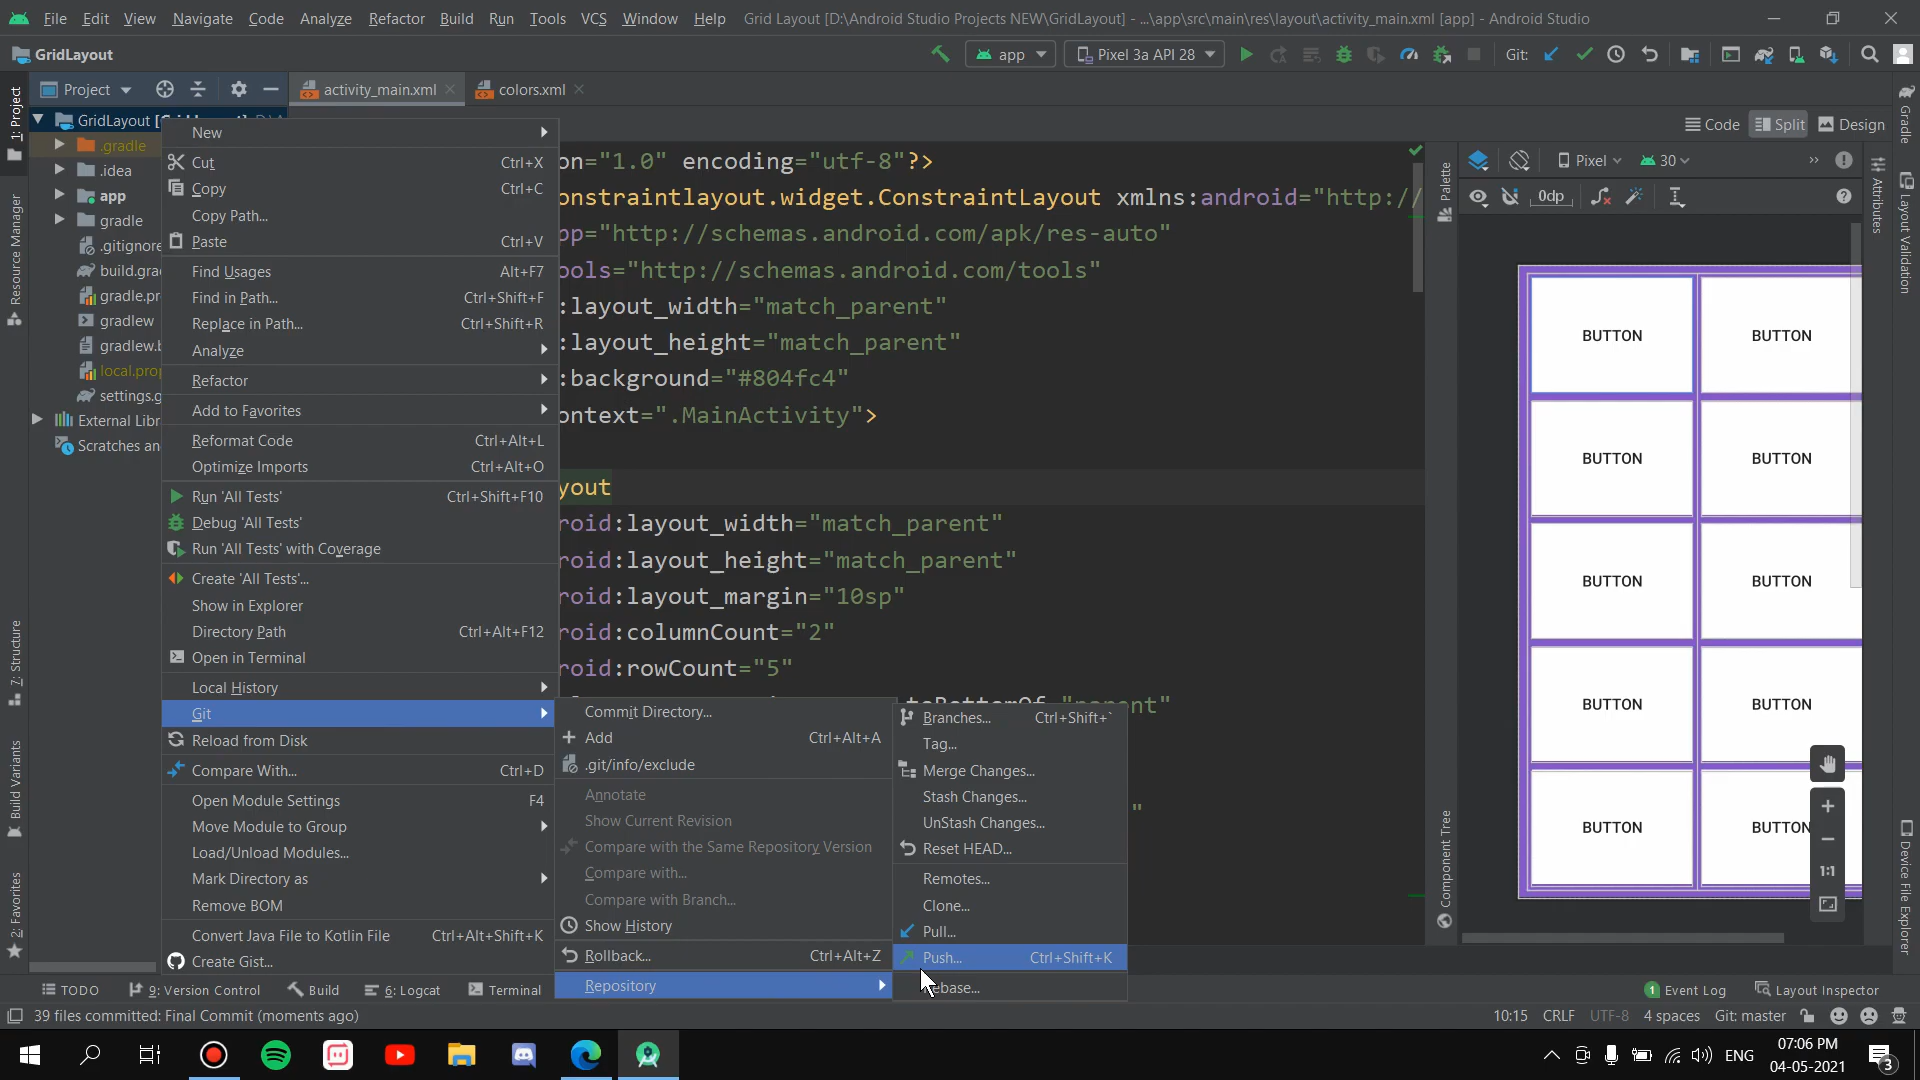 File Edit View Navigate Code Analyze Refactor Build Run Tools VCS Window Help Grid Layout [D:\Android Studio Projects NEW\GridLayout] - ...\app\src\main\res\layout\activity_main.xml [app] - Android Studio
GridLayout
app
Pixel 3a API 28
Git:
Project
activity_main.xml
colors.xml
1: Project
Resource Manager
7: Structure
Build Variants
2: Favorites
GridLayout
.gradle
.idea
app
gradle
.gitignore
gradlew
External Lib
Scratches an
New
Cut Ctrl+X
Copy Ctrl+C
Copy Path...
Paste Ctrl+V
Find Usages Alt+F7
Find in Path... Ctrl+Shift+F
Replace in Path... Ctrl+Shift+R
Analyze
Refactor
Add to Favorites
Reformat Code Ctrl+Alt+L
Optimize Imports Ctrl+Alt+O
Run 'All Tests' Ctrl+Shift+F10
Debug 'All Tests'
Run 'All Tests' with Coverage
Create 'All Tests'...
Show in Explorer
Directory Path Ctrl+Alt+F12
Open in Terminal
Local History
Git
Reload from Disk
Compare With... Ctrl+D
Open Module Settings F4
Move Module to Group
Load/Unload Modules...
Mark Directory as
Remove BOM
Convert Java File to Kotlin File Ctrl+Alt+Shift+K
Create Gist...
Commit Directory...
Add Ctrl+Alt+A
.git/info/exclude
Annotate
Show Current Revision
Compare with the Same Repository Version
Compare with...
Compare with Branch...
Show History
Rollback... Ctrl+Alt+Z
Repository
Branches... Ctrl+Shift+`
Tag...
Merge Changes...
Stash Changes...
UnStash Changes...
Reset HEAD...
Remotes...
Clone...
Pull...
Push... Ctrl+Shift+K
ebase...
on="1.0" encoding="utf-8"?>
onstraintlayout.widget.ConstraintLayout xmlns:android="http://
pp="http://schemas.android.com/apk/res-auto"
ools="http://schemas.android.com/tools"
:layout_width="match_parent"
:layout_height="match_parent"
:background="#804fc4"
ontext=".MainActivity">
yout
roid:layout_width="match_parent"
roid:layout_height="match_parent"
roid:layout_margin="10sp"
roid:columnCount="2"
roid:rowCount="5"
Code Split Design
Pixel 30
0dp
Palette
Component Tree
BUTTON BUTTON
BUTTON BUTTON
BUTTON BUTTON
BUTTON BUTTON
BUTTON BUTTON
1:1
Gradle
Attributes
Layout Validation
Device File Explorer
TODO 9: Version Control Build 6: Logcat Terminal
1 Event Log Layout Inspector
39 files committed: Final Commit (moments ago)
10:15 CRLF UTF-8 4 spaces Git: master
ENG
07:06 PM
04-05-2021
3